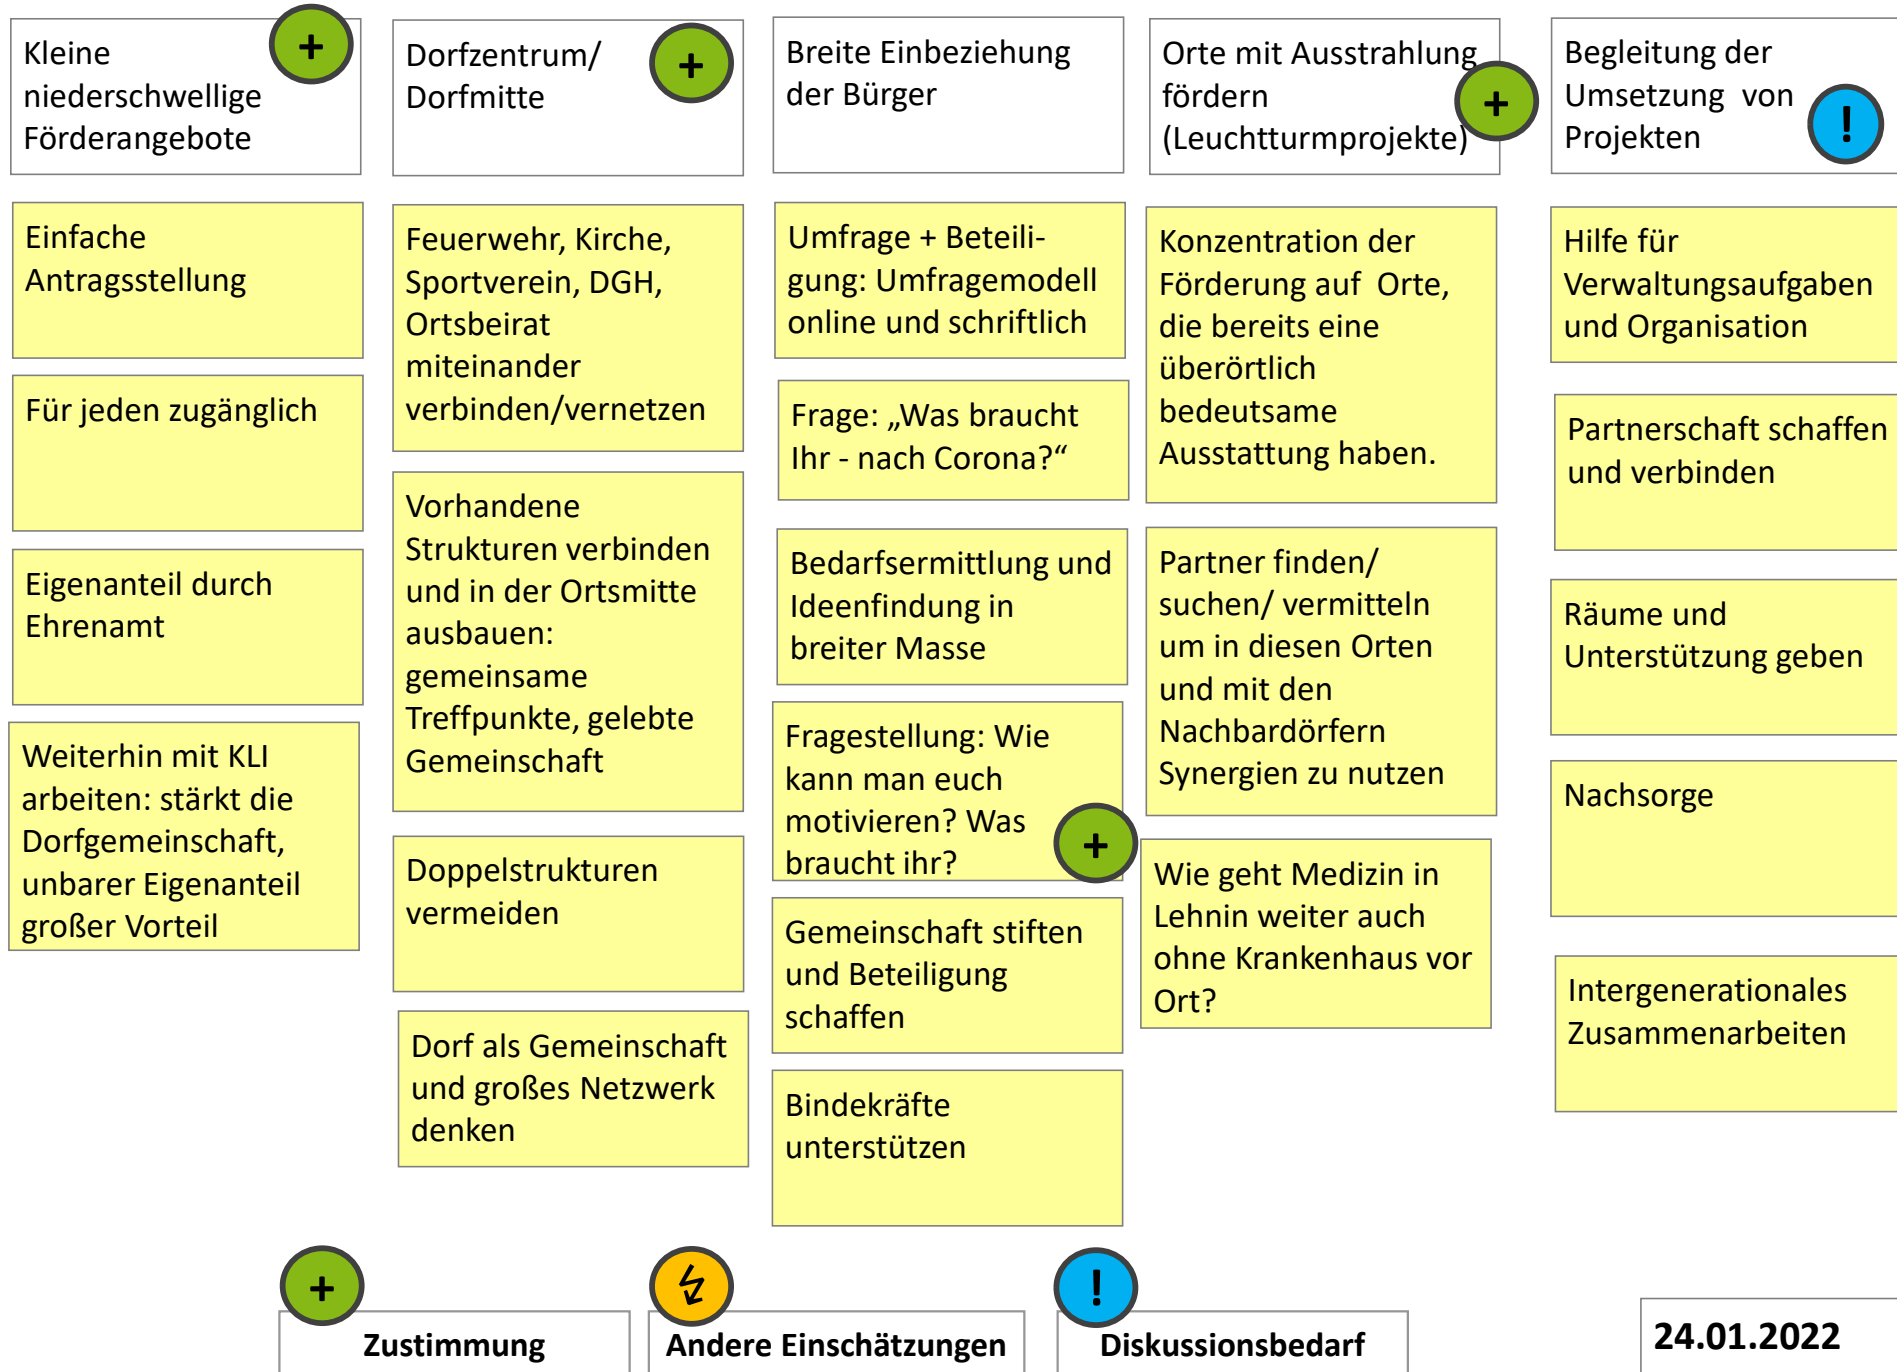 Kleine
niederschwellige
Förderangebote
+
Einfache
Antragsstellung
Für jeden zugänglich
Eigenanteil durch
Ehrenamt
Weiterhin mit KLI
arbeiten: stärkt die
Dorfgemeinschaft,
unbarer Eigenanteil
großer Vorteil
Dorfzentrum/
Dorfmitte
+
Feuerwehr, Kirche,
Sportverein, DGH,
Ortsbeirat
miteinander
verbinden/vernetzen
Vorhandene
Strukturen verbinden
und in der Ortsmitte
ausbauen:
gemeinsame
Treffpunkte, gelebte
Gemeinschaft
Doppelstrukturen
vermeiden
Dorf als Gemeinschaft
und großes Netzwerk
denken
Breite Einbeziehung
der Bürger
Umfrage + Beteili-
gung: Umfragemodell
online und schriftlich
Frage: „Was braucht
Ihr - nach Corona?“
Bedarfsermittlung und
Ideenfindung in
breiter Masse
Fragestellung: Wie
kann man euch
motivieren? Was
braucht ihr?
+
Gemeinschaft stiften
und Beteiligung
schaffen
Bindekräfte
unterstützen
Orte mit Ausstrahlung
fördern
(Leuchtturmprojekte)
+
Konzentration der
Förderung auf Orte,
die bereits eine
überörtlich
bedeutsame
Ausstattung haben.
Partner finden/
suchen/ vermitteln
um in diesen Orten
und mit den
Nachbardörfern
Synergien zu nutzen
Wie geht Medizin in
Lehnin weiter auch
ohne Krankenhaus vor
Ort?
Begleitung der
Umsetzung von
Projekten
!
Hilfe für
Verwaltungsaufgaben
und Organisation
Partnerschaft schaffen
und verbinden
Räume und
Unterstützung geben
Nachsorge
Intergenerationales
Zusammenarbeiten
+
Zustimmung
Andere Einschätzungen
!
Diskussionsbedarf
24.01.2022